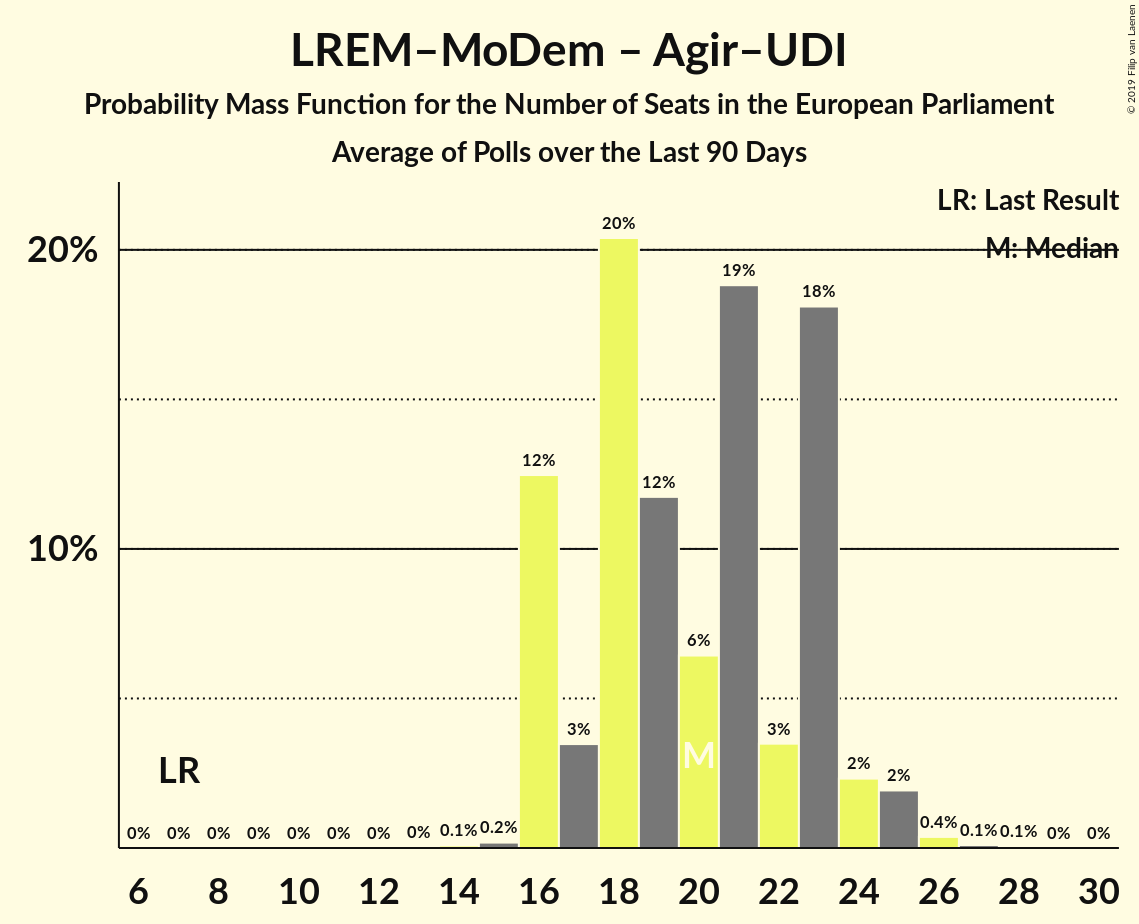 LREM–MoDem – Agir–UDI
Probability Mass Function for the Number of Seats in the European Parliament
Average of Polls over the Last 90 Days
© 2019 Filip van Laenen
LR: Last Result
M: Median
20%
10%
20%
19%
18%
12%
12%
6%
3%
3%
2%
2%
0% 0% 0% 0% 0% 0% 0% 0% 0.1% 0.2% 0.4% 0.1% 0.1% 0% 0%
LR
M
6 8 10 12 14 16 18 20 22 24 26 28 30